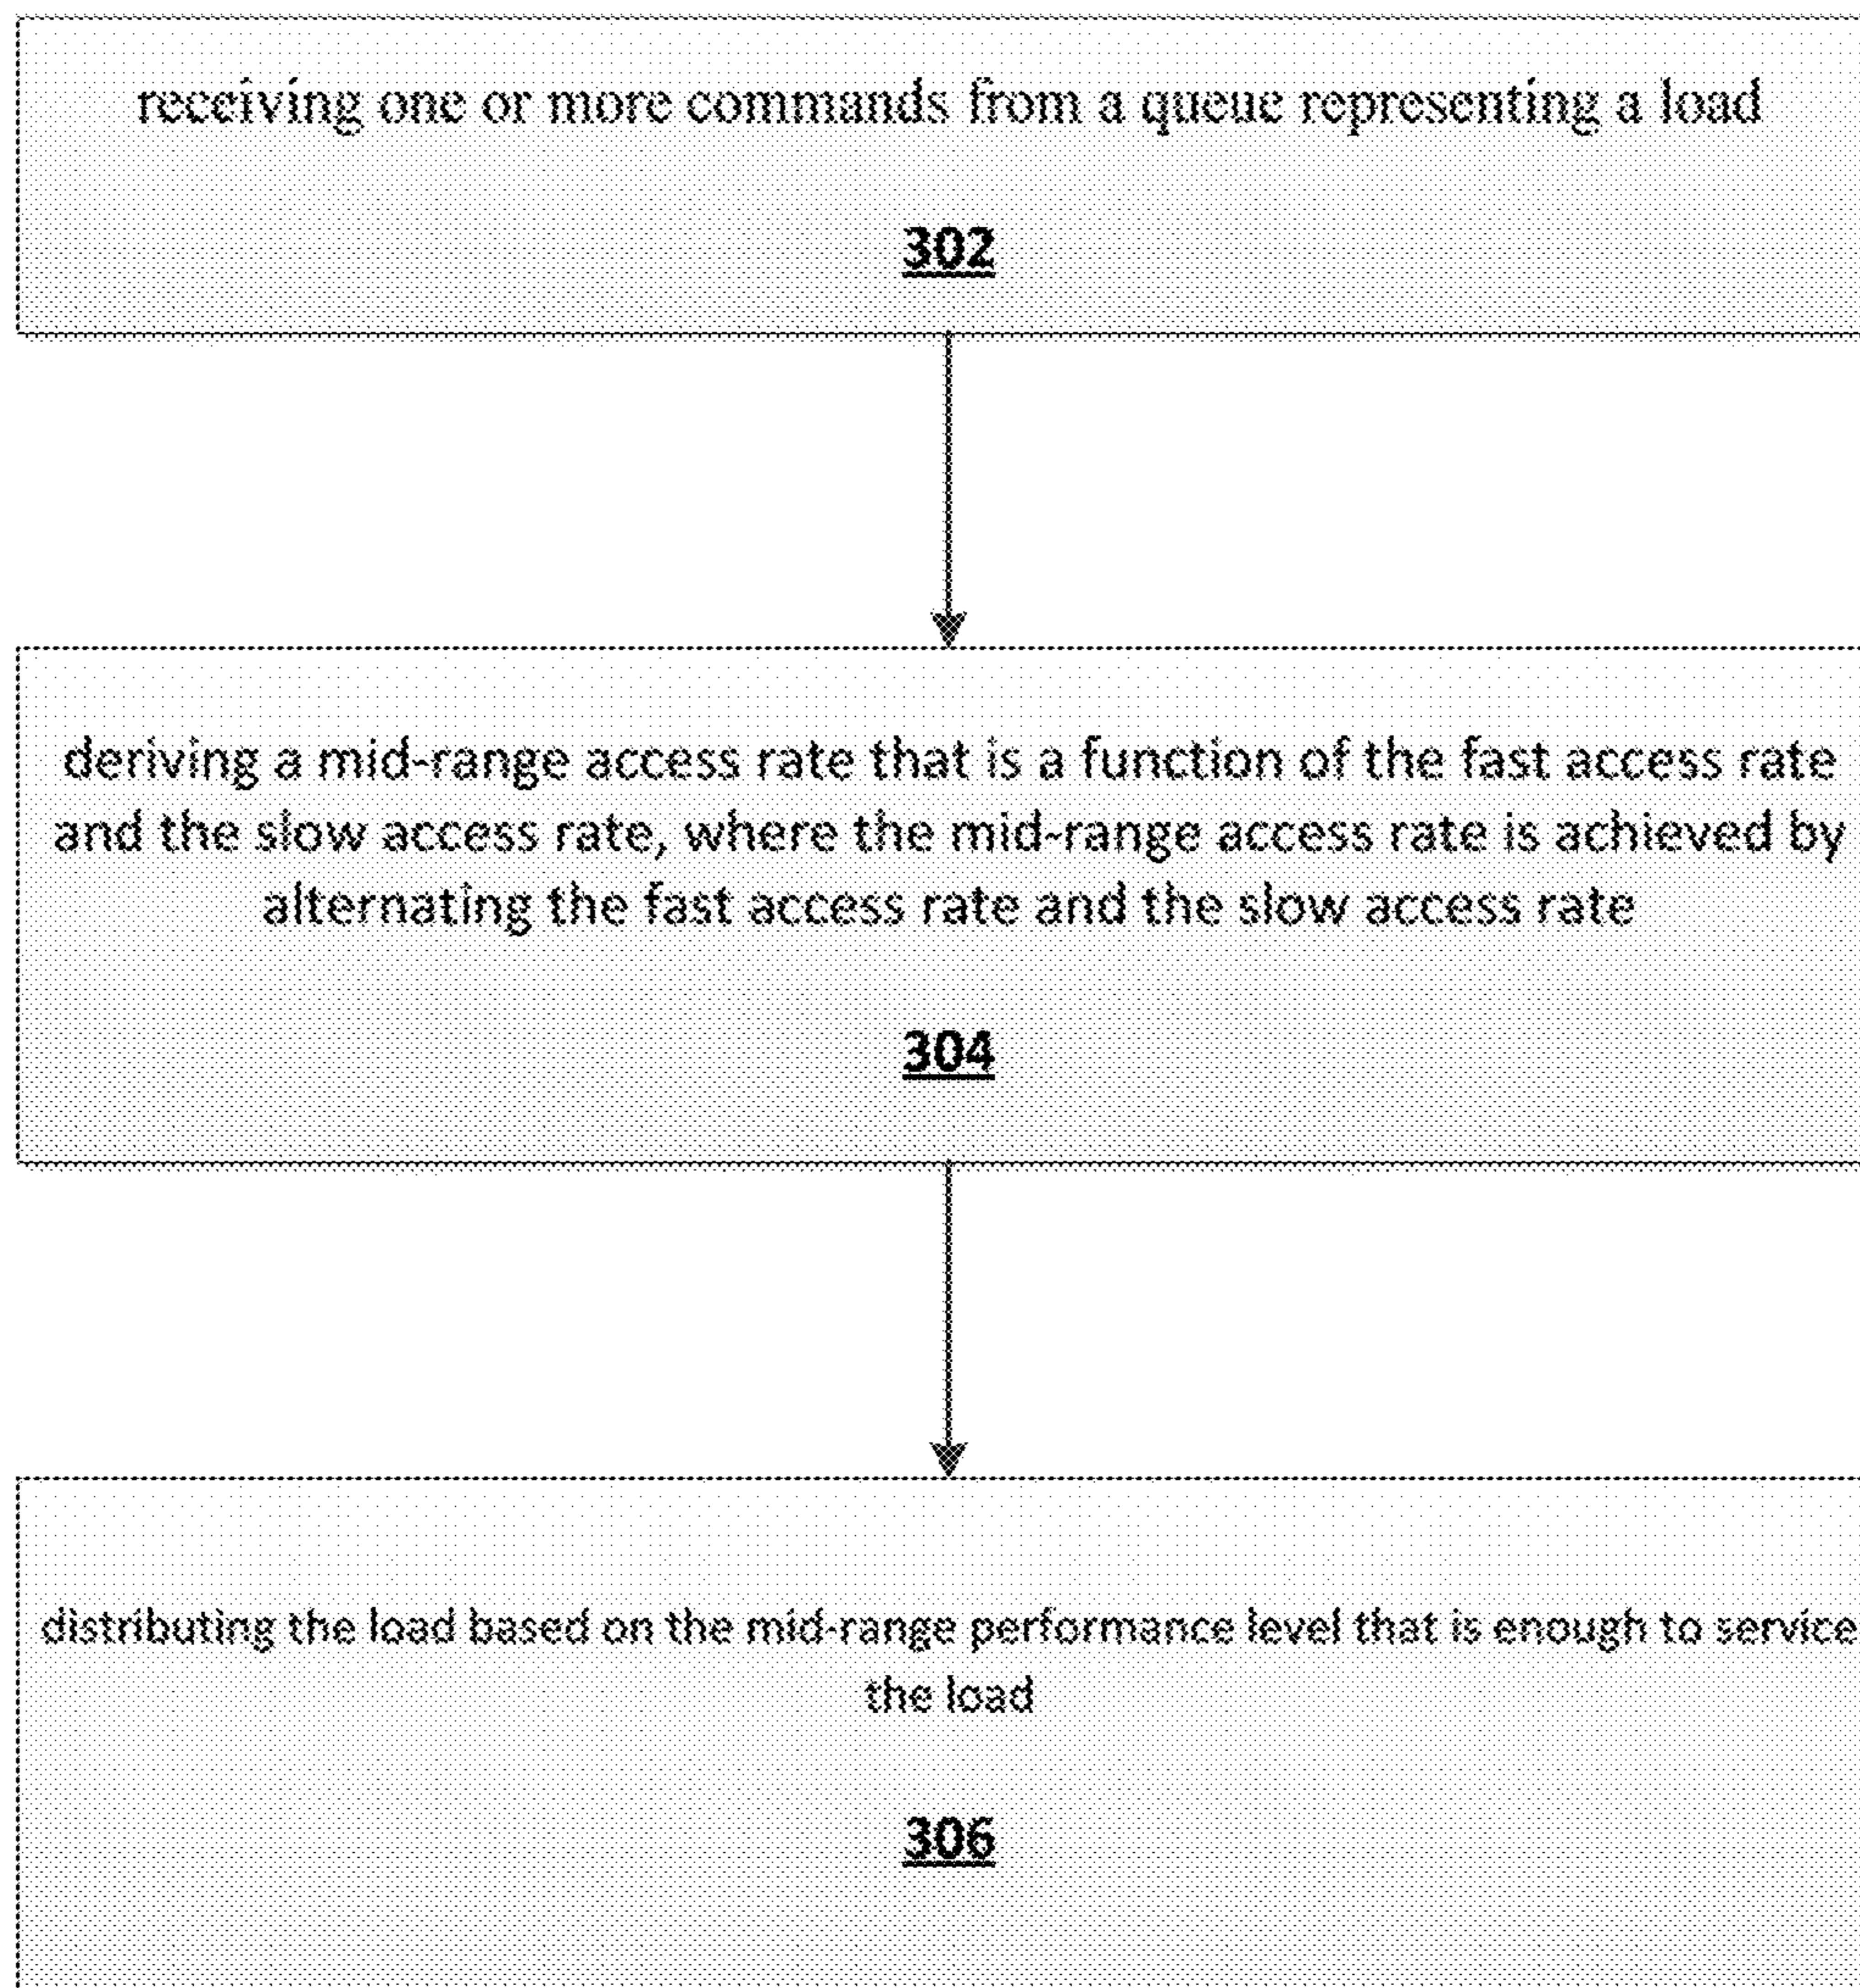 receiving one or more commands from a queue representing a load
302
deriving a mid-range access rate that is a function of the fast access rate
and the slow access rate, where the mid-range access rate is achieved by
alternating the fast access rate and the slow access rate
304
distributing the load based on the mid-range performance level that is enough to service
the load
306